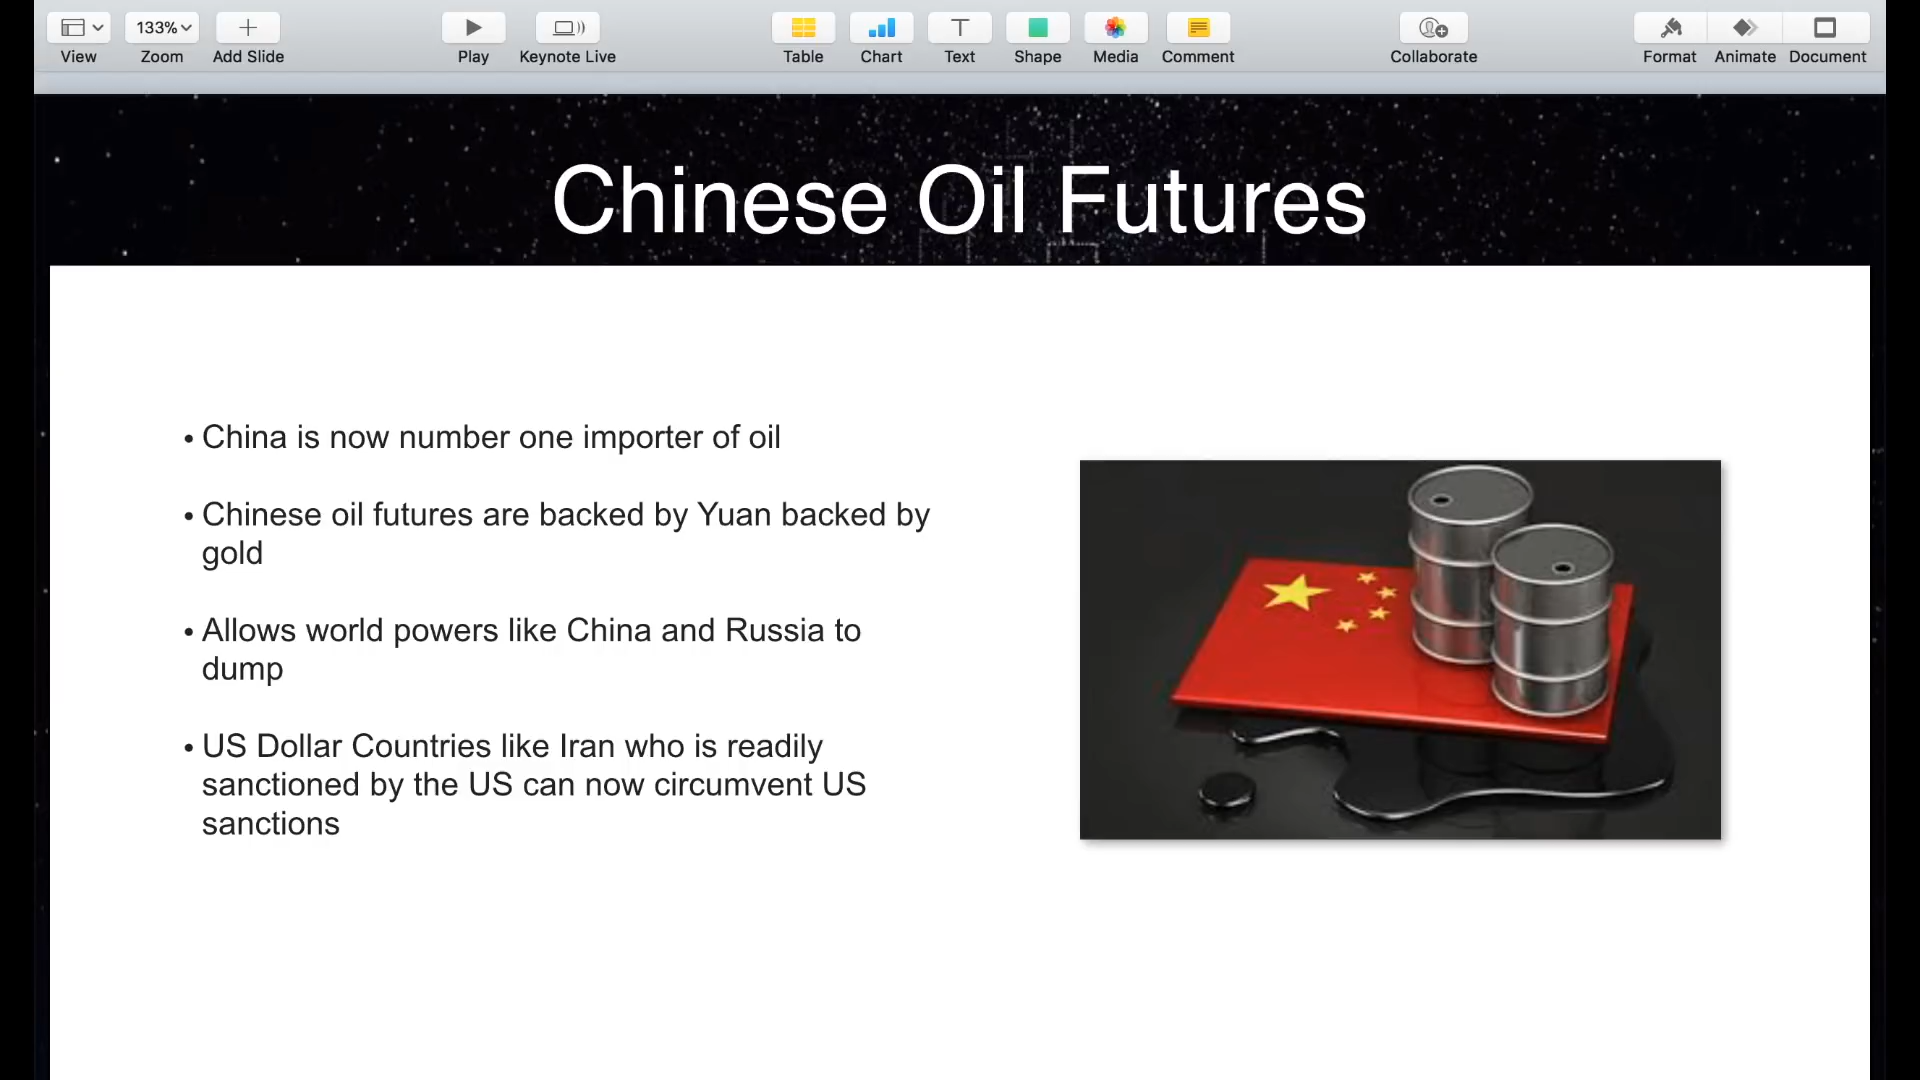 133%
View
Zoom
Add Slide
Play
Keynote Live
Table
Chart
Text
Shape
Media
Comment
Collaborate
Format
Animate
Document
Chinese Oil Futures
• China is now number one importer of oil
• Chinese oil futures are backed by Yuan backed by
gold
• Allows world powers like China and Russia to
dump
• US Dollar Countries like Iran who is readily
sanctioned by the US can now circumvent US
sanctions